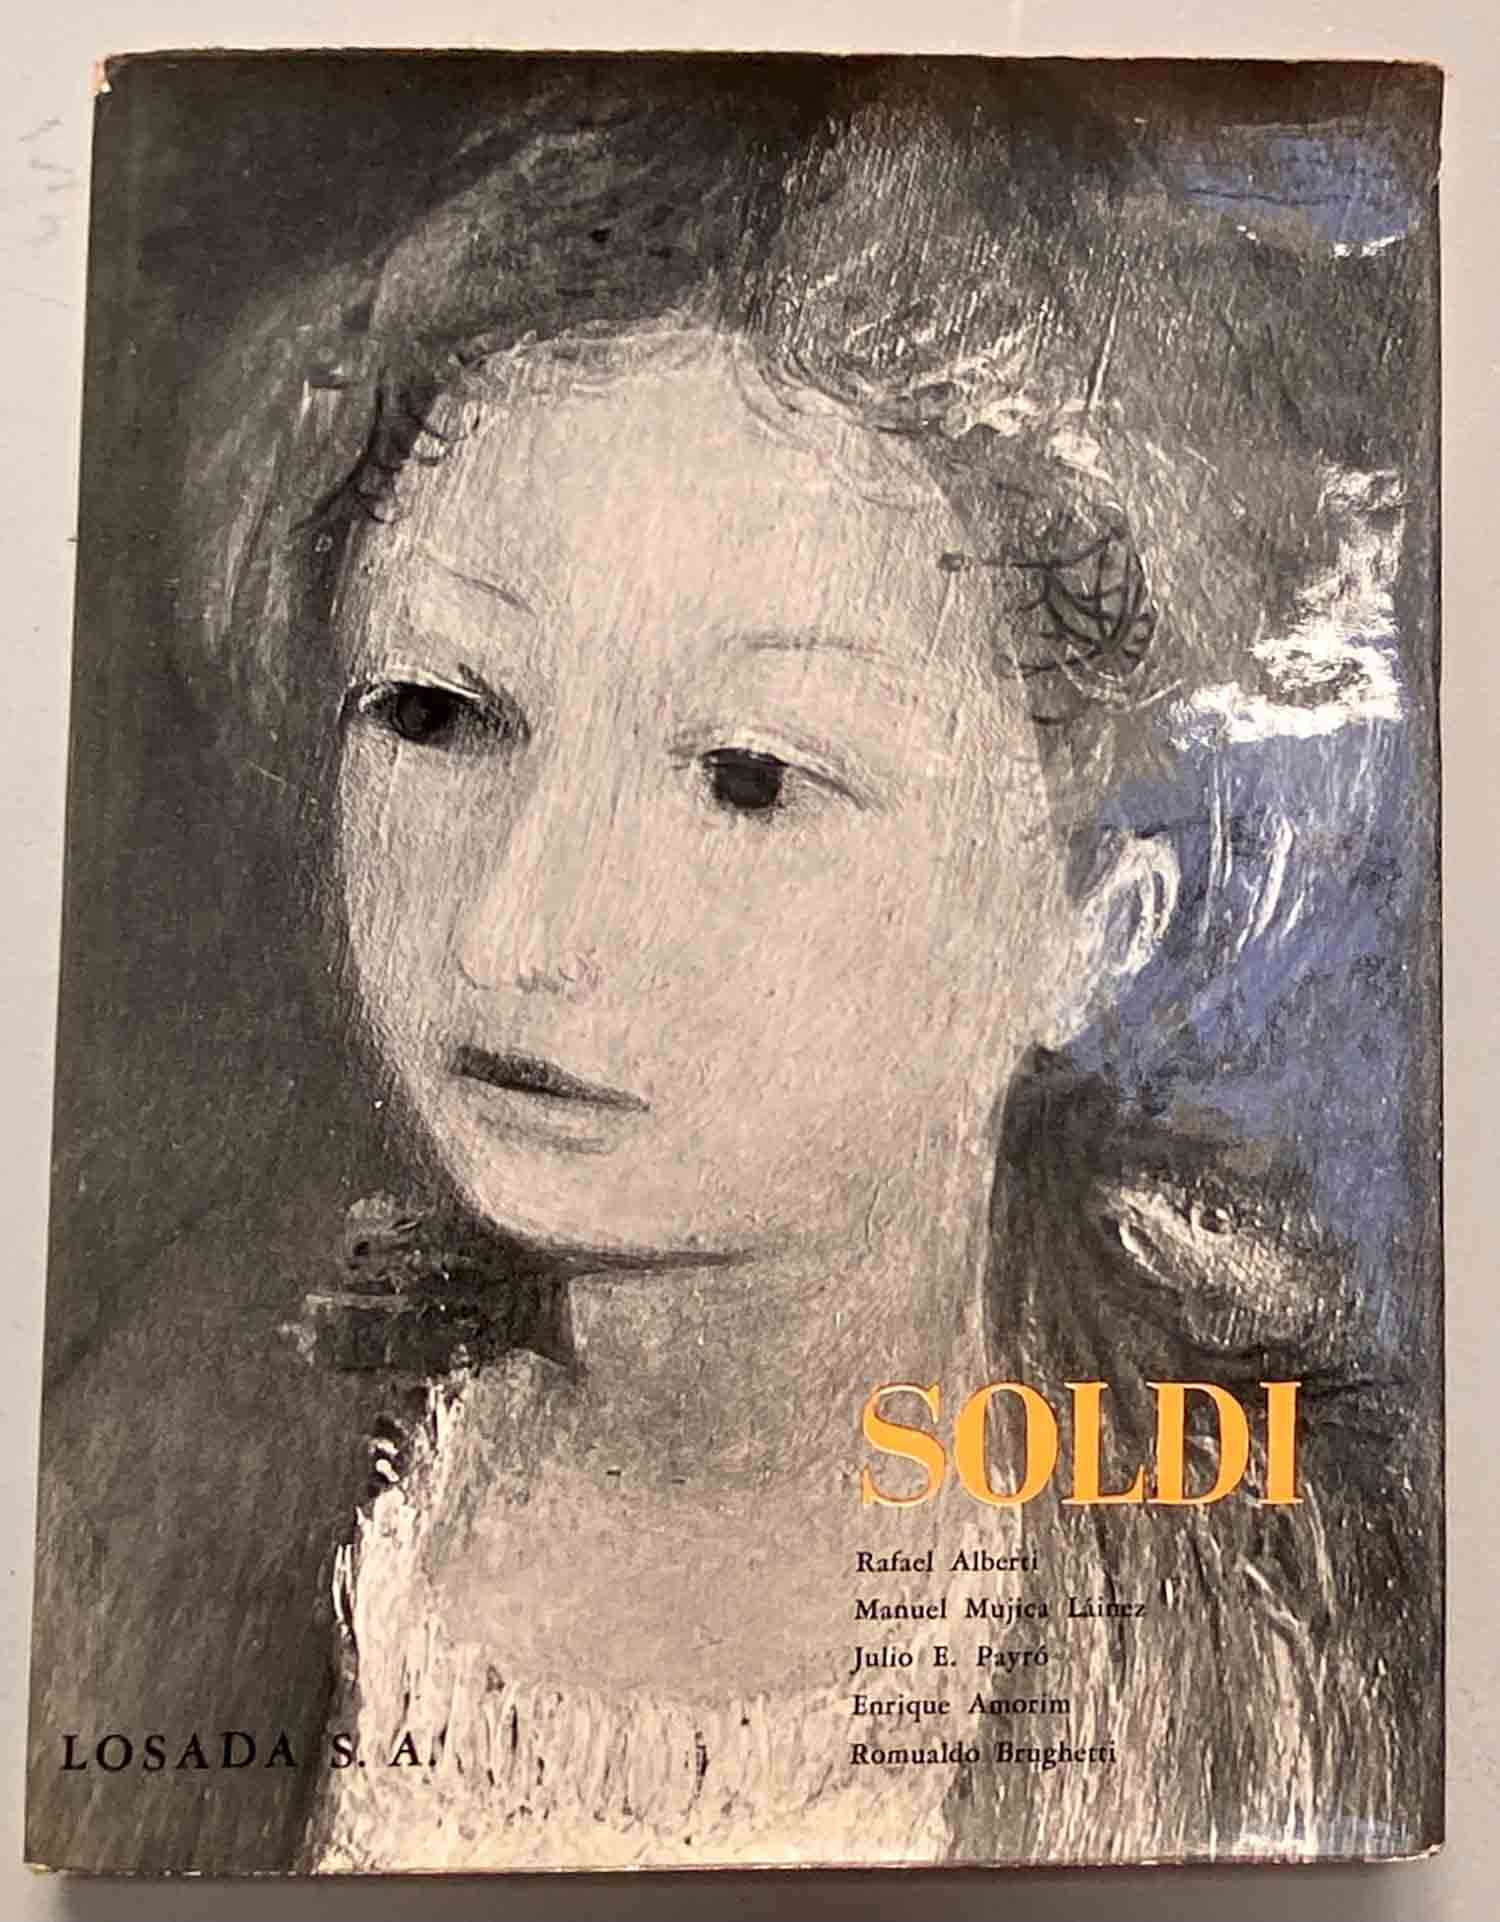 SOLDI
Rafael Alberti
Manuel Mujica Láinez
Julio E. Payró
Enrique Amorim
Romualdo Brughetti
LOSADA S. A.